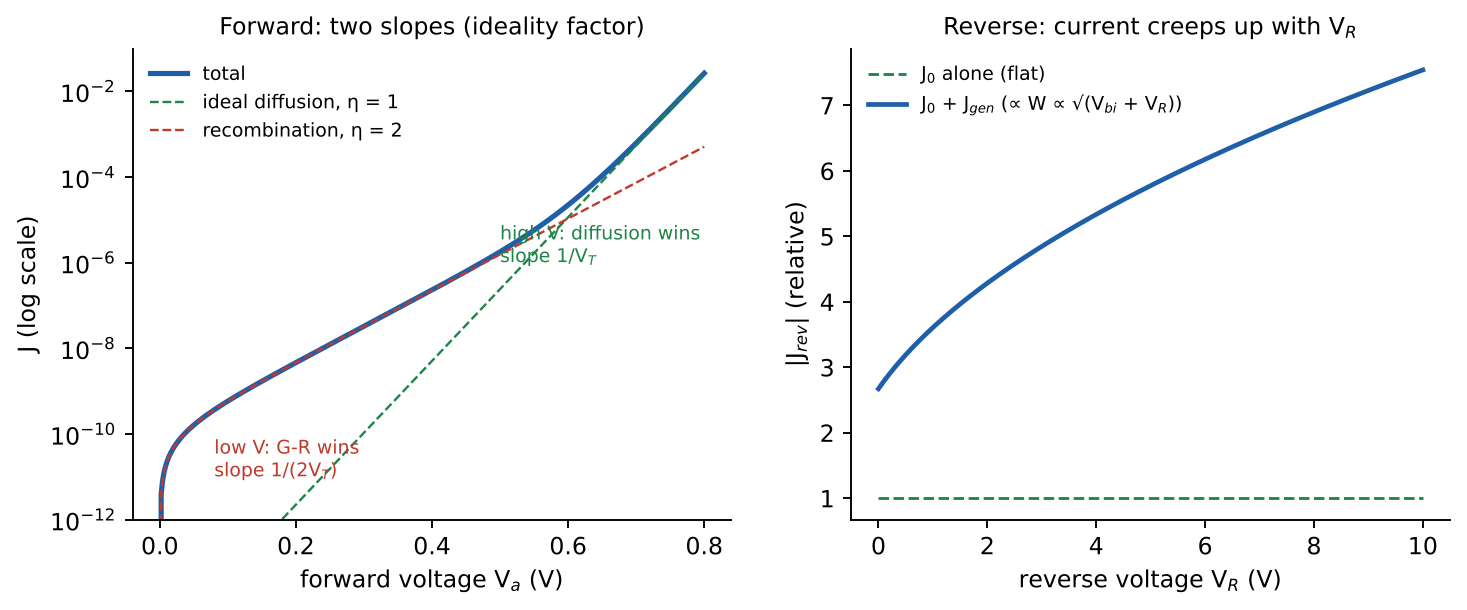 Forward: two slopes (ideality factor)
total
ideal diffusion, η = 1
recombination, η = 2
high V: diffusion wins
slope 1/V_T
low V: G-R wins
slope 1/(2V_T)
J (log scale)
10⁻²
10⁻⁴
10⁻⁶
10⁻⁸
10⁻¹⁰
10⁻¹²
0.0 0.2 0.4 0.6 0.8
forward voltage V_a (V)
Reverse: current creeps up with V_R
J₀ alone (flat)
J₀ + J_gen (∝ W ∝ √(V_bi + V_R))
|J_rev| (relative)
7
6
5
4
3
2
1
0 2 4 6 8 10
reverse voltage V_R (V)